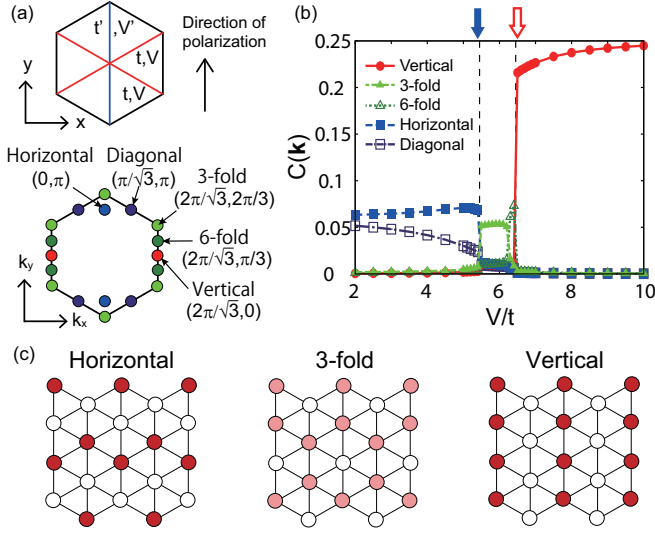 (a)
t' ,V'
t,V
t,V
Direction of
polarization
y
x
Horizontal
(0,π)
Diagonal
(π/√3,π)
3-fold
(2π/√3,2π/3)
6-fold
(2π/√3,π/3)
Vertical
(2π/√3,0)
ky
kx
(b)
C(k)
0.25
0.2
0.15
0.1
0.05
0
Vertical
3-fold
6-fold
Horizontal
Diagonal
2 4 6 8 10
V/t
(c)
Horizontal 3-fold Vertical